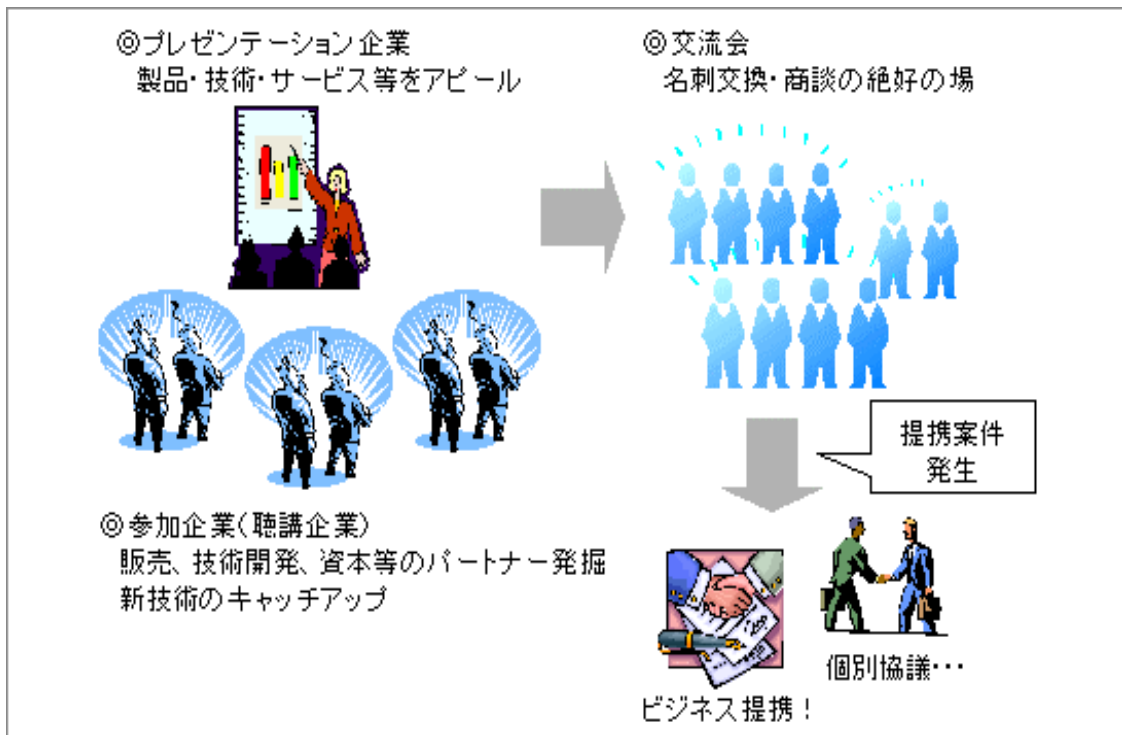 ◎プレゼンテーション企業
製品・技術・サービス等をアピール
◎参加企業(聴講企業)
販売、技術開発、資本等のパートナー発掘
新技術のキャッチアップ
◎交流会
名刺交換・商談の絶好の場
提携案件
発生
個別協議・・・
ビジネス提携！